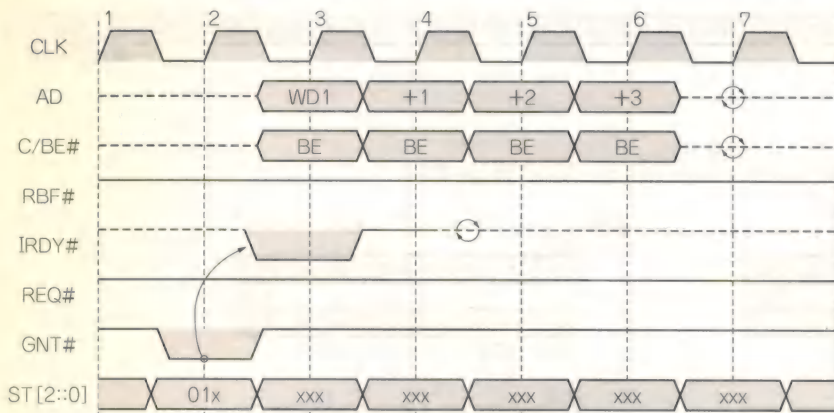 1 2 3 4 5 6 7
CLK
AD WD1 +1 +2 +3
C/BE# BE BE BE BE
RBF#
IRDY#
REQ#
GNT#
ST[2::0] 01x xxx xxx xxx xxx xxx